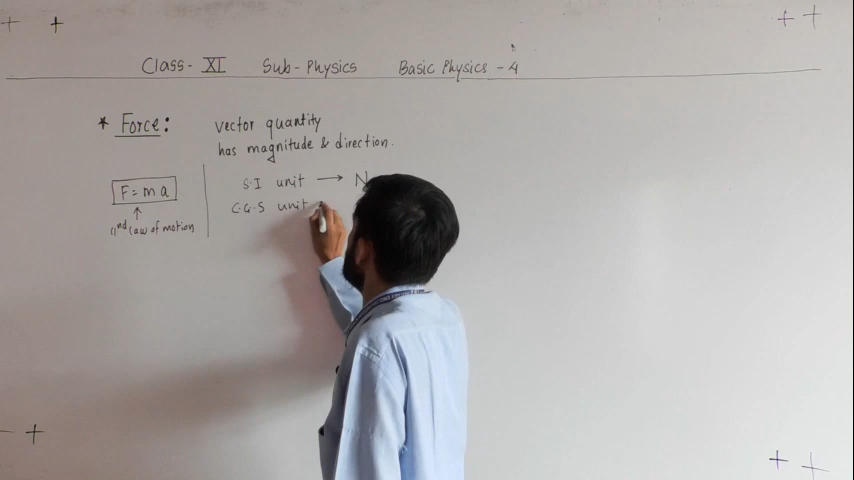 Class - XI Sub - Physics Basic Physics - 4
* Force: vector quantity
has magnitude & direction.
F = ma
↑
IInd Law of motion
S.I unit → N
C.G.S unit